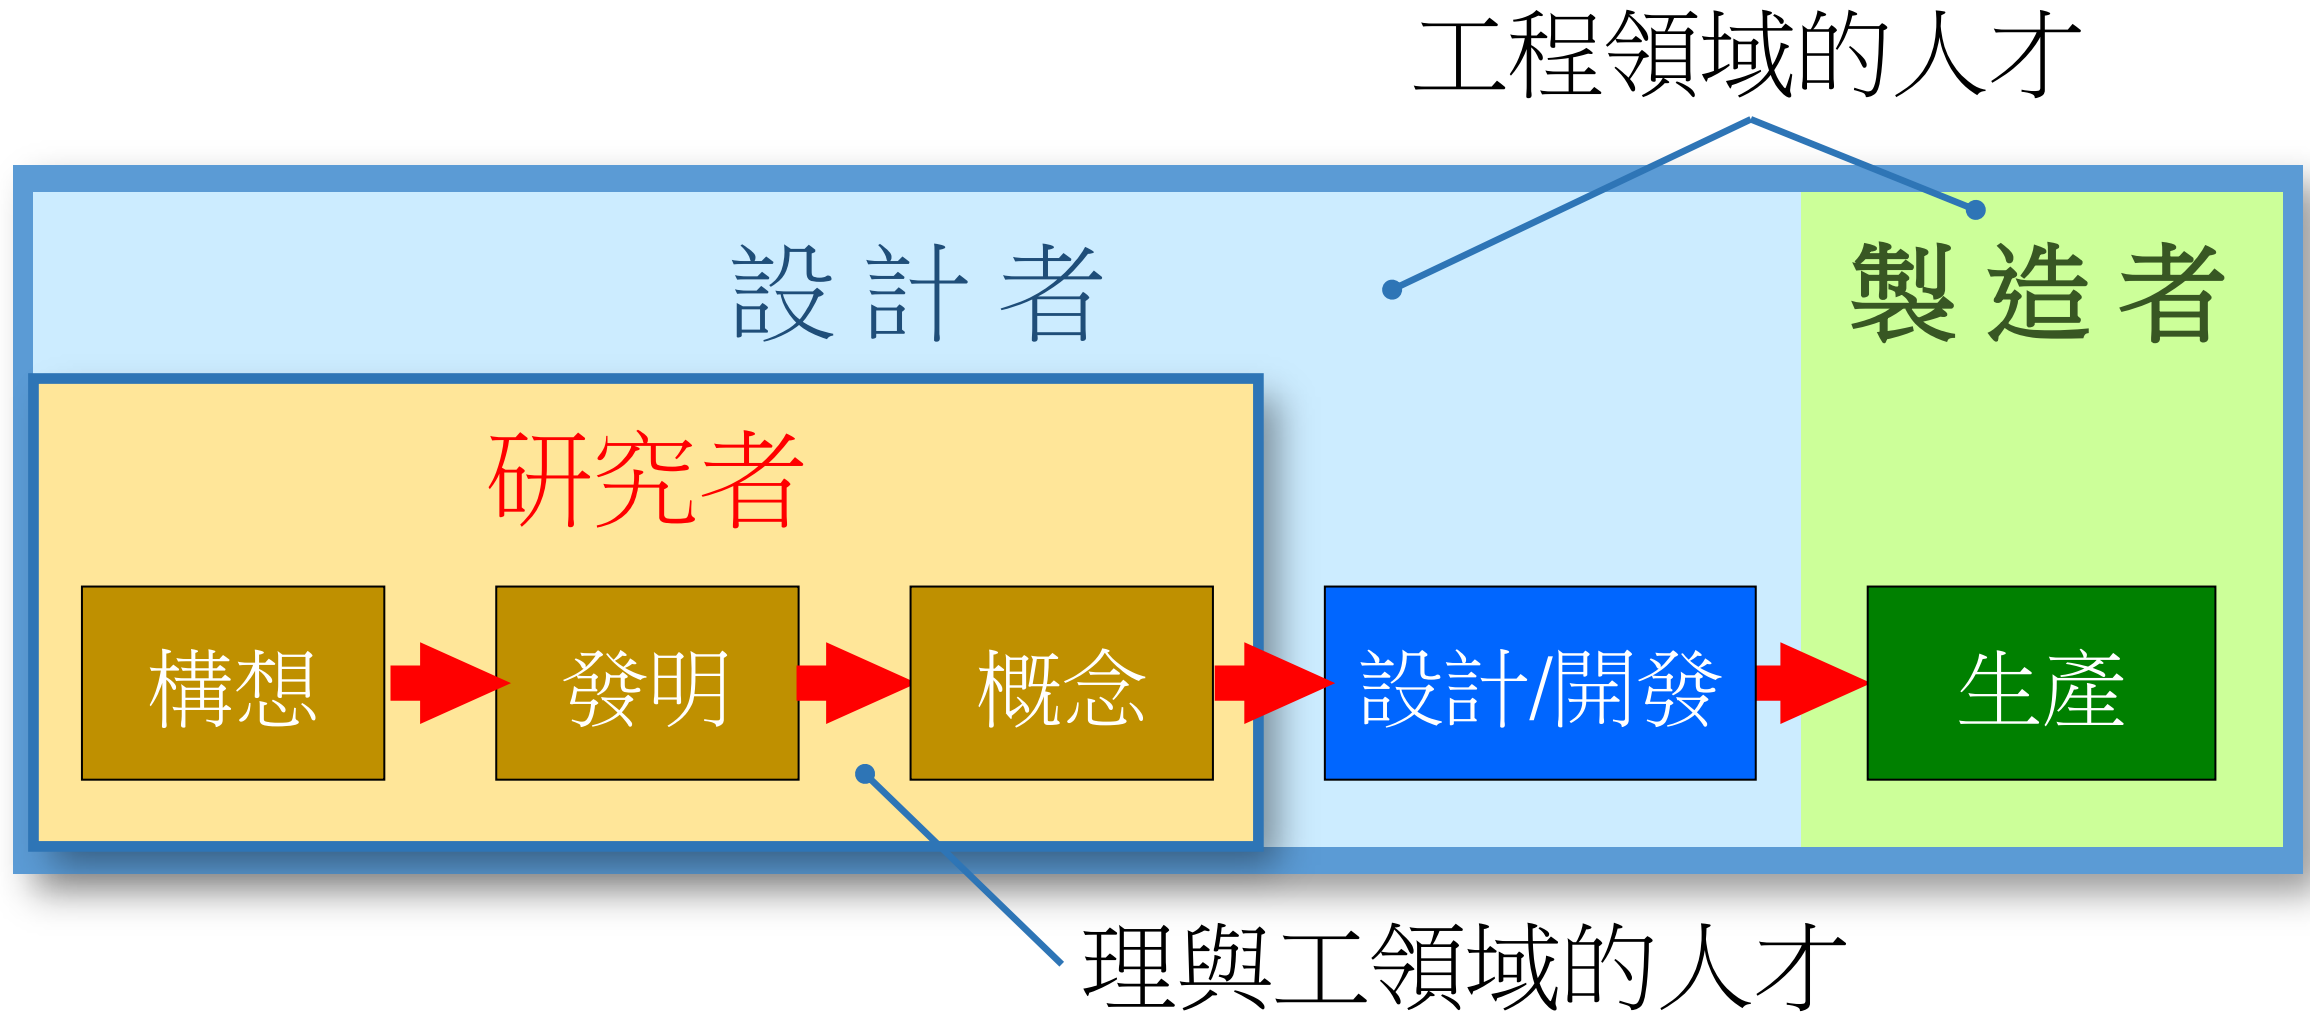 工程領域的人才
設 計 者
製 造 者
研究者
構想
發明
概念
設計/開發
生產
理與工領域的人才